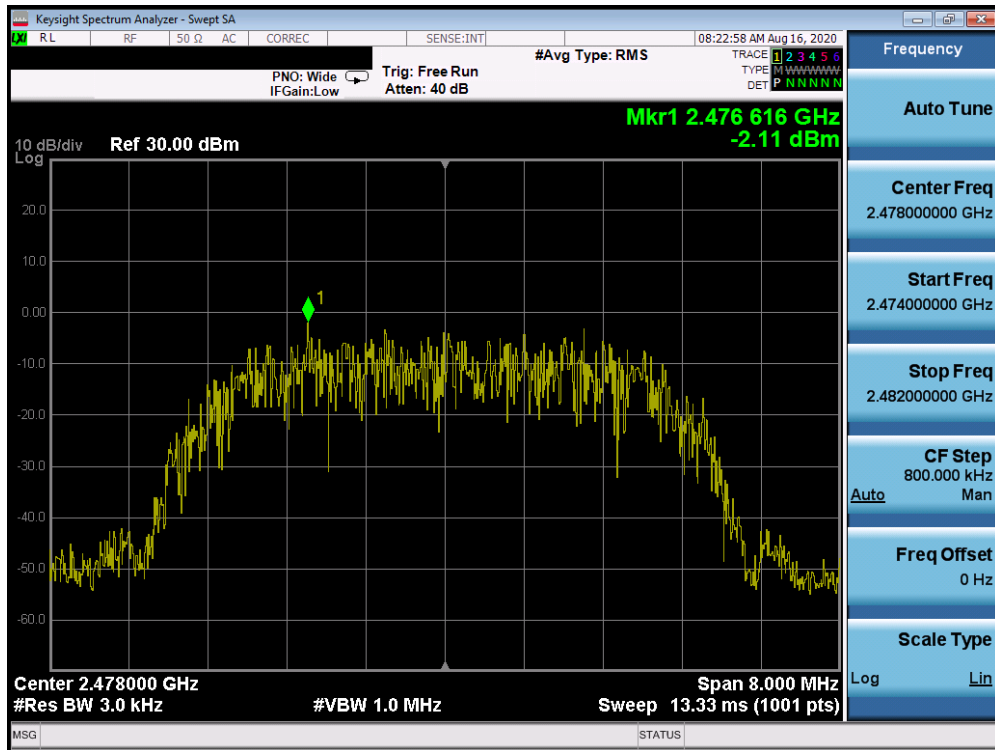 Keysight Spectrum Analyzer - Swept SA
LXI RL RF 50 Ω AC CORREC SENSE:INT 08:22:58 AM Aug 16, 2020
PNO: Wide
IFGain:Low
Trig: Free Run
Atten: 40 dB
#Avg Type: RMS
TRACE 1 2 3 4 5 6
TYPE M W W W W W
DET P N N N N N
Mkr1 2.476 616 GHz
-2.11 dBm
10 dB/div
Log
Ref 30.00 dBm
20.0
10.0
0.00
-10.0
-20.0
-30.0
-40.0
-50.0
-60.0
1
Center 2.478000 GHz
Span 8.000 MHz
#Res BW 3.0 kHz
#VBW 1.0 MHz
Sweep 13.33 ms (1001 pts)
MSG
STATUS
Frequency
Auto Tune
Center Freq
2.478000000 GHz
Start Freq
2.474000000 GHz
Stop Freq
2.482000000 GHz
CF Step
800.000 kHz
Auto Man
Freq Offset
0 Hz
Scale Type
Log Lin